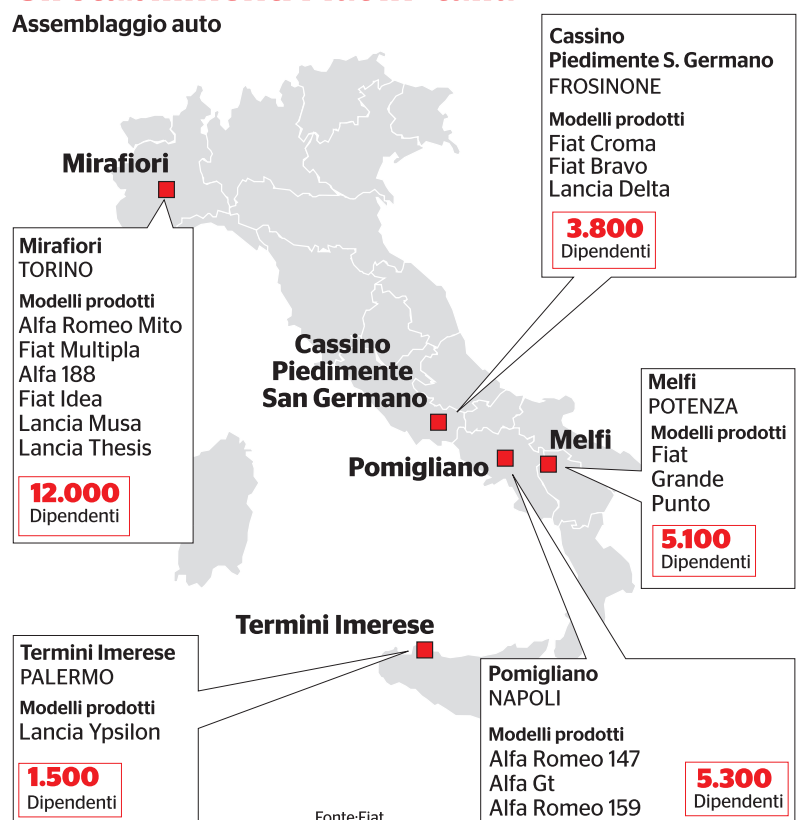 Assemblaggio auto
Cassino
Piedimente S. Germano
FROSINONE
Modelli prodotti
Fiat Croma
Fiat Bravo
Lancia Delta
3.800
Dipendenti
Mirafiori
Mirafiori
TORINO
Modelli prodotti
Alfa Romeo Mito
Fiat Multipla
Alfa 188
Fiat Idea
Lancia Musa
Lancia Thesis
12.000
Dipendenti
Cassino
Piedimente
San Germano
Melfi
Pomigliano
Melfi
POTENZA
Modelli prodotti
Fiat
Grande
Punto
5.100
Dipendenti
Termini Imerese
Termini Imerese
PALERMO
Modelli prodotti
Lancia Ypsilon
1.500
Dipendenti
Pomigliano
NAPOLI
Modelli prodotti
Alfa Romeo 147
Alfa Gt
Alfa Romeo 159
5.300
Dipendenti
Fonte:Fiat